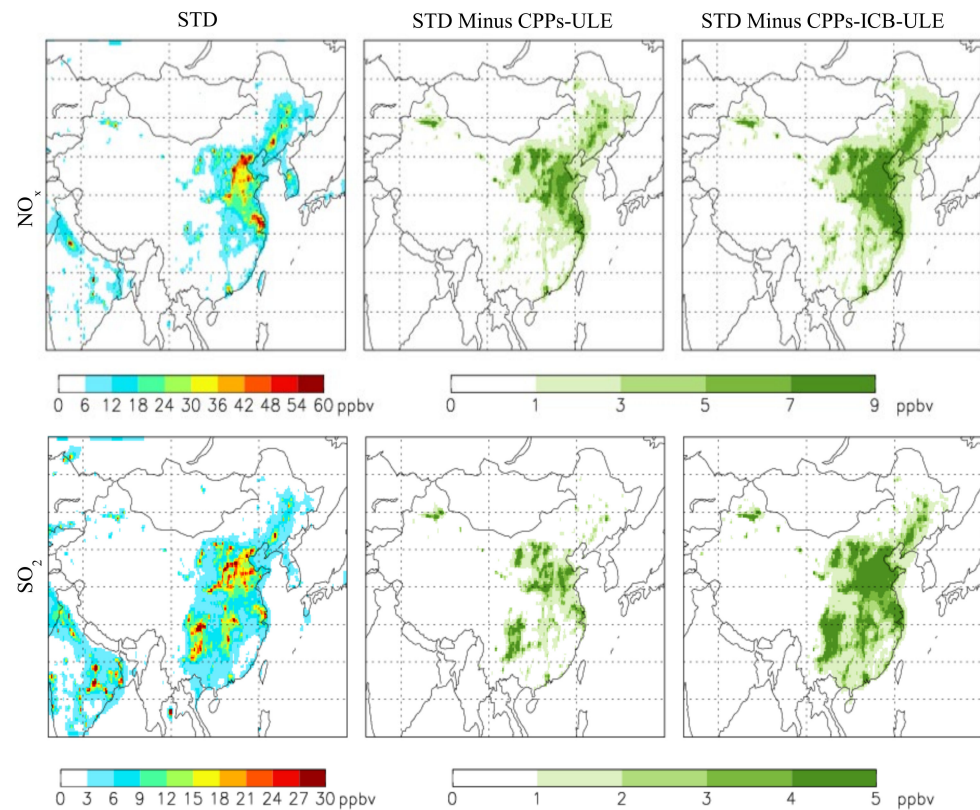 STD STD Minus CPPs-ULE STD Minus CPPs-ICB-ULE
NOx
0 6 12 18 24 30 36 42 48 54 60 ppbv 0 1 3 5 7 9 ppbv
SO2
0 3 6 9 12 15 18 21 24 27 30 ppbv 0 1 2 3 4 5 ppbv